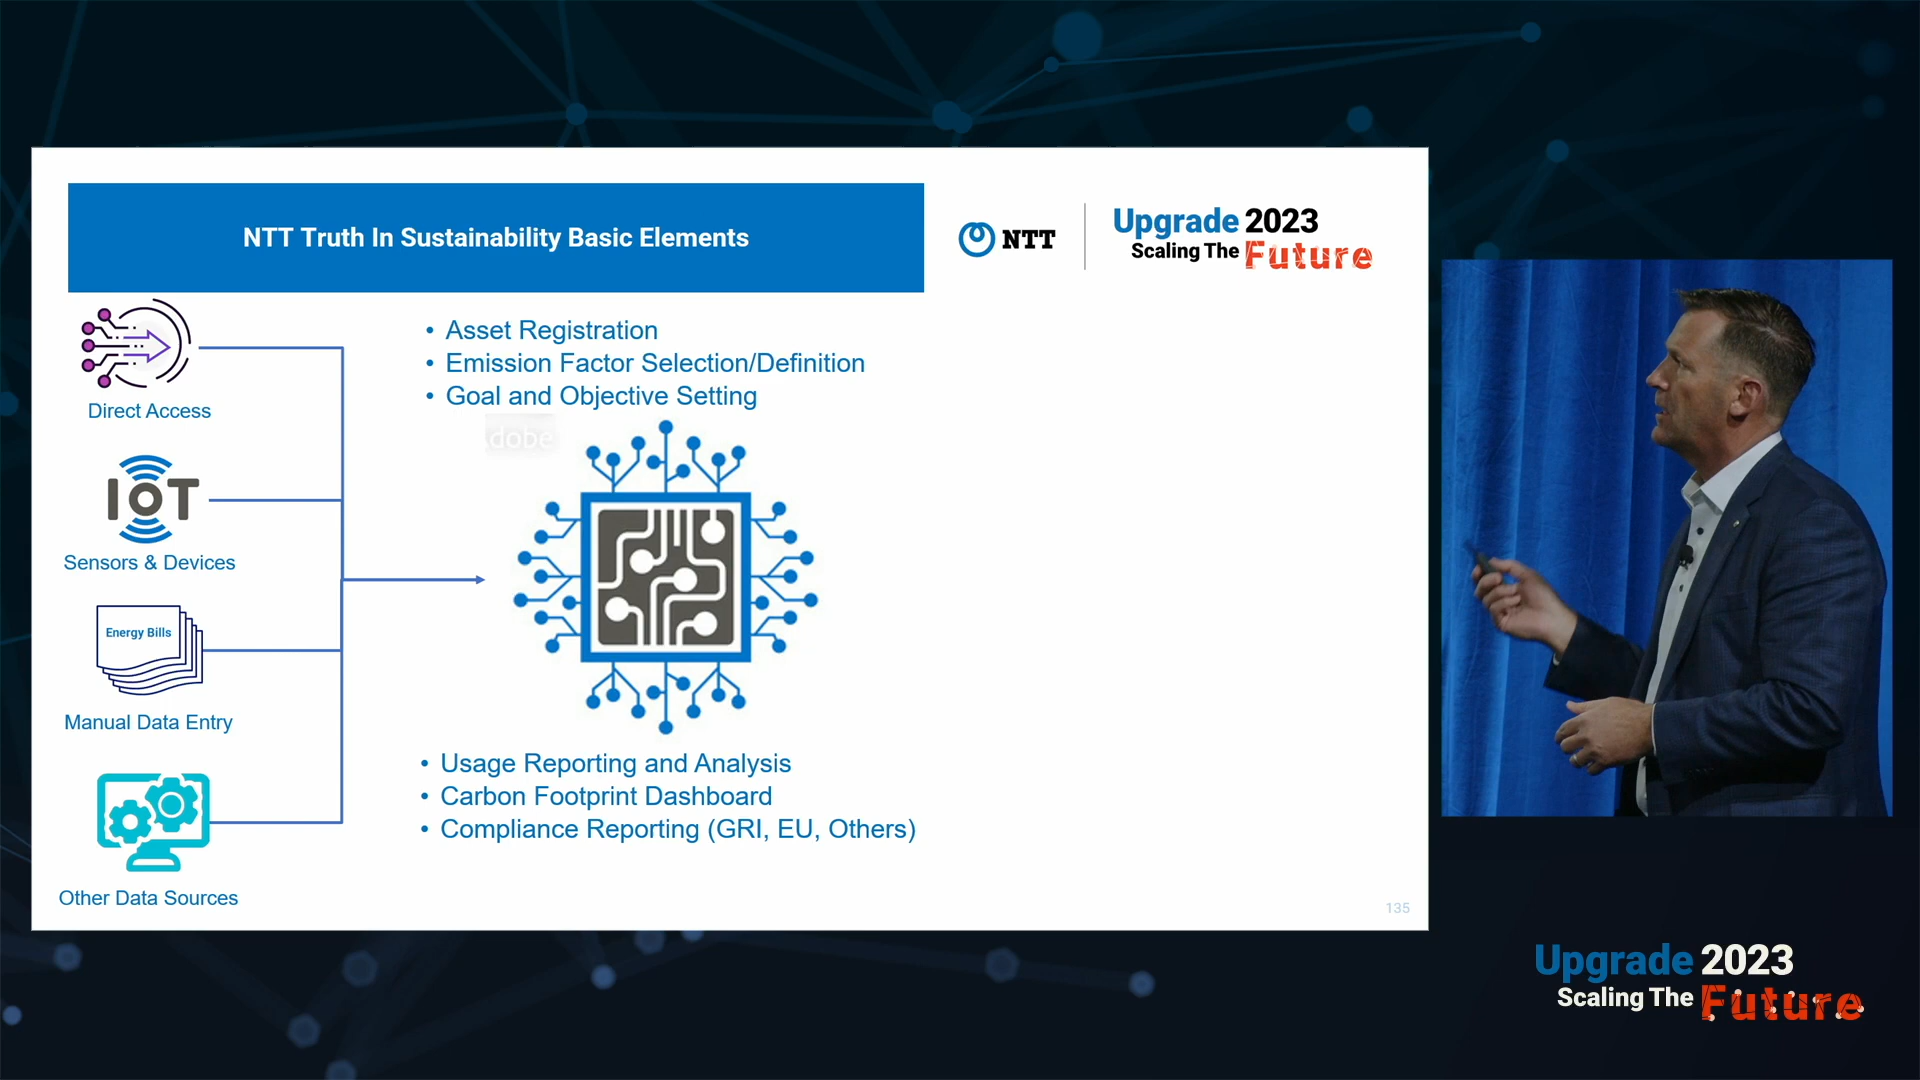 NTT Truth In Sustainability Basic Elements
NTT
Upgrade 2023
Scaling The Future
Direct Access
IoT
Sensors & Devices
Energy Bills
Manual Data Entry
Other Data Sources
• Asset Registration
• Emission Factor Selection/Definition
• Goal and Objective Setting
dobe
• Usage Reporting and Analysis
• Carbon Footprint Dashboard
• Compliance Reporting (GRI, EU, Others)
135
Upgrade 2023
Scaling The Future